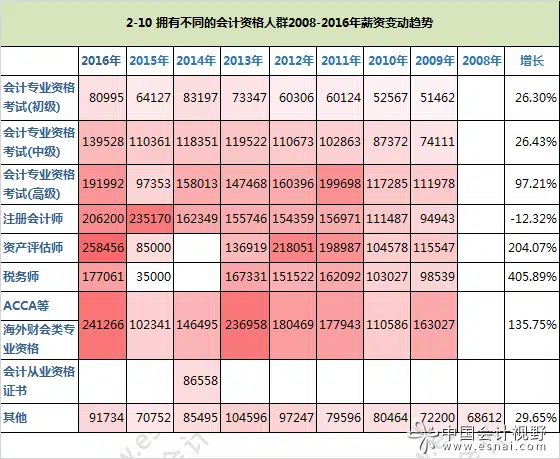 2-10 拥有不同的会计资格人群2008-2016年薪资变动趋势
2016年 2015年 2014年 2013年 2012年 2011年 2010年 2009年 2008年 增长
会计专业资格
考试(初级) 80995 64127 83197 73347 60306 60124 52567 51462 26.30%
会计专业资格
考试(中级) 139528 110361 118351 119522 110673 102863 87372 74111 26.43%
会计专业资格
考试(高级) 191992 97353 158013 147468 160396 199698 117285 111978 97.21%
注册会计师 206200 235170 162349 155746 154359 156971 111487 94943 -12.32%
资产评估师 258456 85000 136919 218051 198987 104578 115547 204.07%
税务师 177061 35000 167331 151522 162092 103027 98539 405.89%
ACCA等
海外财会类专
业资格 241266 102341 146495 236958 180469 177943 110586 163027 135.75%
会计从业资格
证书 86558
其他 91734 70752 85495 104596 97247 79596 80464 72200 68612 29.65%
中国会计视野
www.esnai.com